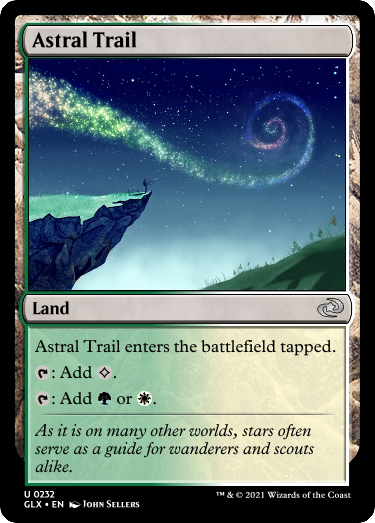 Astral Trail
Land
Astral Trail enters the battlefield tapped.
: Add .
: Add or .
As it is on many other worlds, stars often
serve as a guide for wanderers and scouts
alike.
U 0232
GLX • EN John Sellers
™ & © 2021 Wizards of the Coast